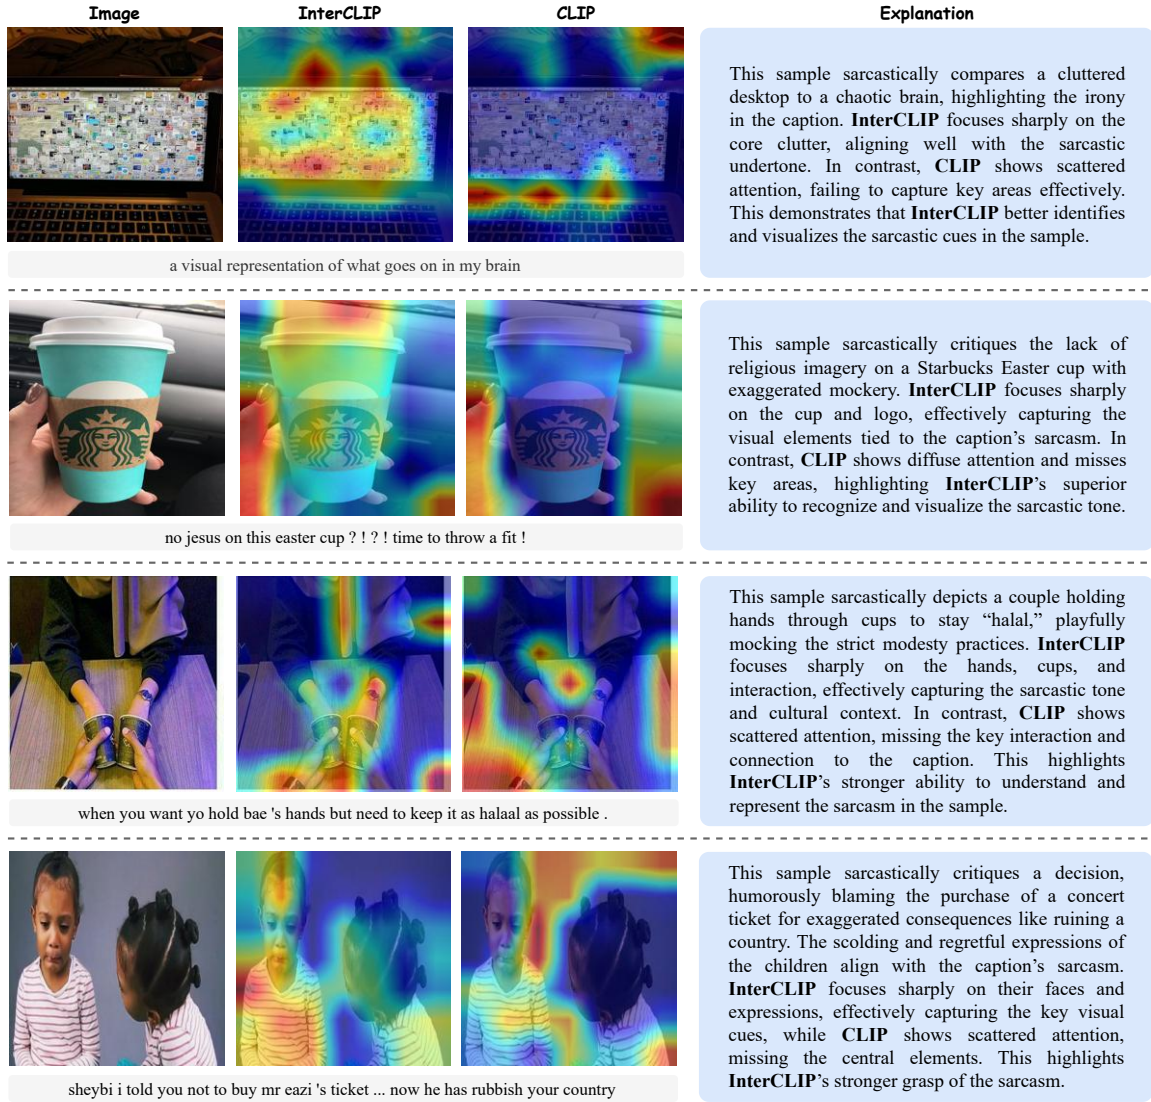 Image
InterCLIP
CLIP
Explanation
This sample sarcastically compares a cluttered
desktop to a chaotic brain, highlighting the irony
in the caption. InterCLIP focuses sharply on the
core clutter, aligning well with the sarcastic
undertone. In contrast, CLIP shows scattered
attention, failing to capture key areas effectively.
This demonstrates that InterCLIP better identifies
and visualizes the sarcastic cues in the sample.
a visual representation of what goes on in my brain
This sample sarcastically critiques the lack of
religious imagery on a Starbucks Easter cup with
exaggerated mockery. InterCLIP focuses sharply
on the cup and logo, effectively capturing the
visual elements tied to the caption's sarcasm. In
contrast, CLIP shows diffuse attention and misses
key areas, highlighting InterCLIP's superior
ability to recognize and visualize the sarcastic tone.
no jesus on this easter cup ? ! ? ! time to throw a fit !
This sample sarcastically depicts a couple holding
hands through cups to stay “halal,” playfully
mocking the strict modesty practices. InterCLIP
focuses sharply on the hands, cups, and
interaction, effectively capturing the sarcastic tone
and cultural context. In contrast, CLIP shows
scattered attention, missing the key interaction and
connection to the caption. This highlights
InterCLIP's stronger ability to understand and
represent the sarcasm in the sample.
when you want yo hold bae 's hands but need to keep it as halaal as possible .
This sample sarcastically critiques a decision,
humorously blaming the purchase of a concert
ticket for exaggerated consequences like ruining a
country. The scolding and regretful expressions of
the children align with the caption's sarcasm.
InterCLIP focuses sharply on their faces and
expressions, effectively capturing the key visual
cues, while CLIP shows scattered attention,
missing the central elements. This highlights
InterCLIP's stronger grasp of the sarcasm.
sheybi i told you not to buy mr eazi 's ticket ... now he has rubbish your country